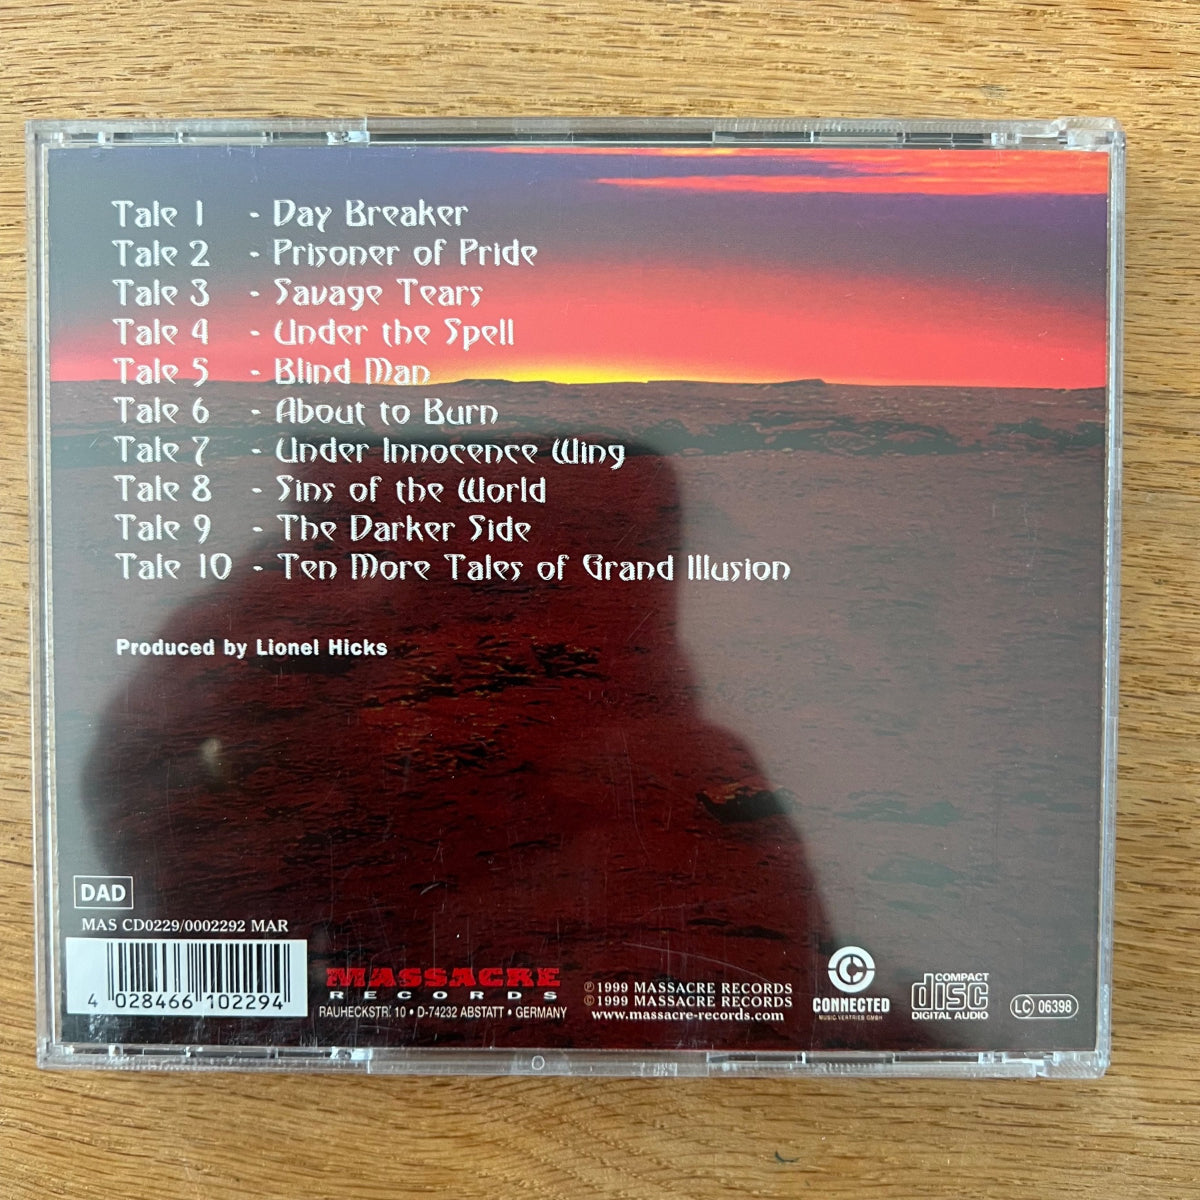 Tale 1 - Day Breaker
Tale 2 - Prisoner of Pride
Tale 3 - Savage Tears
Tale 4 - Under the Spell
Tale 5 - Blind Man
Tale 6 - About to Burn
Tale 7 - Under Innocence Wing
Tale 8 - Sins of the World
Tale 9 - The Darker Side
Tale 10 - Ten More Tales of Grand Illusion
Produced by Lionel Hicks
DAD
MAS CD0229/0002292 MAR
4 028466 102294
MASSACRE
RECORDS
RAUHECKSTR. 10 • D-74232 ABSTATT • GERMANY
℗ 1999 MASSACRE RECORDS
© 1999 MASSACRE RECORDS
www.massacre-records.com
CONNECTED
MUSIC VERTRIEB GMBH
COMPACT
disc
DIGITAL AUDIO
LC 06398